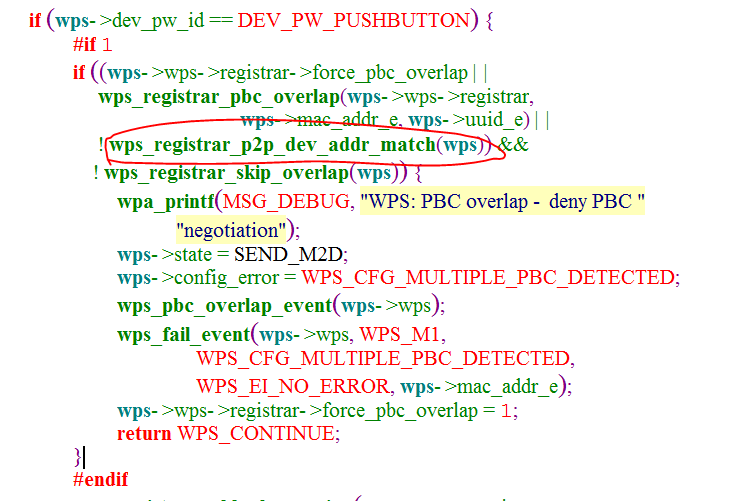 if (wps->dev_pw_id == DEV_PW_PUSHBUTTON) {
#if 1
if ((wps->wps->registrar->force_pbc_overlap ||
wps_registrar_pbc_overlap(wps->wps->registrar,
wps->mac_addr_e, wps->uuid_e) ||
!wps_registrar_p2p_dev_addr_match(wps)) &&
!wps_registrar_skip_overlap(wps)) {
wpa_printf(MSG_DEBUG, "WPS: PBC overlap - deny PBC "
"negotiation");
wps->state = SEND_M2D;
wps->config_error = WPS_CFG_MULTIPLE_PBC_DETECTED;
wps_pbc_overlap_event(wps->wps);
wps_fail_event(wps->wps, WPS_M1,
WPS_CFG_MULTIPLE_PBC_DETECTED,
WPS_EI_NO_ERROR, wps->mac_addr_e);
wps->wps->registrar->force_pbc_overlap = 1;
return WPS_CONTINUE;
}
#endif